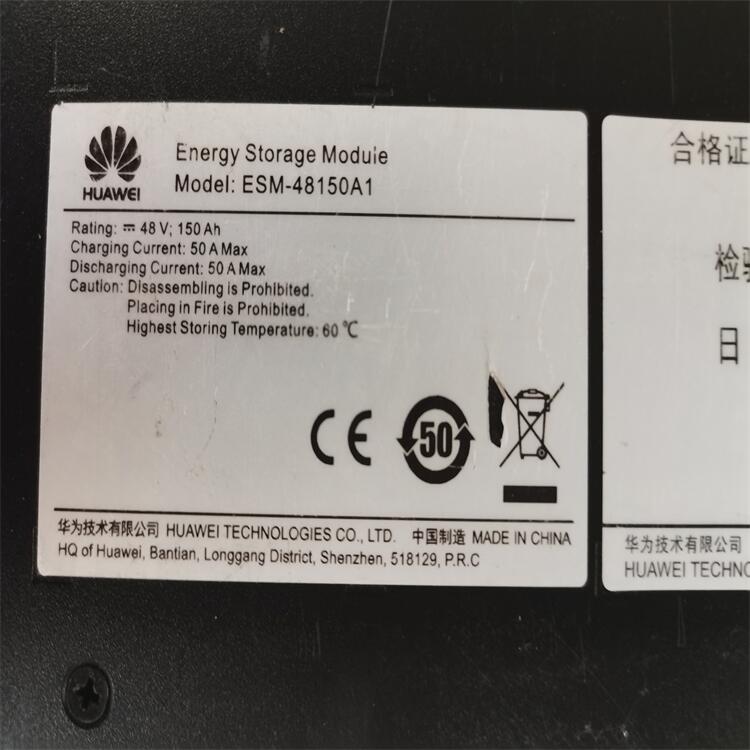 HUAWEI
Energy Storage Module
Model: ESM-48150A1
Rating: ⎓ 48 V; 150 Ah
Charging Current: 50 A Max
Discharging Current: 50 A Max
Caution: Disassembling is Prohibited.
Placing in Fire is Prohibited.
Highest Storing Temperature: 60 ℃
CE
50
华为技术有限公司 HUAWEI TECHNOLOGIES CO., LTD. 中国制造 MADE IN CHINA
HQ of Huawei, Bantian, Longgang District, Shenzhen, 518129, P.R.C
合格证
检
日
华为技术有限公司
HUAWEI TECHNO